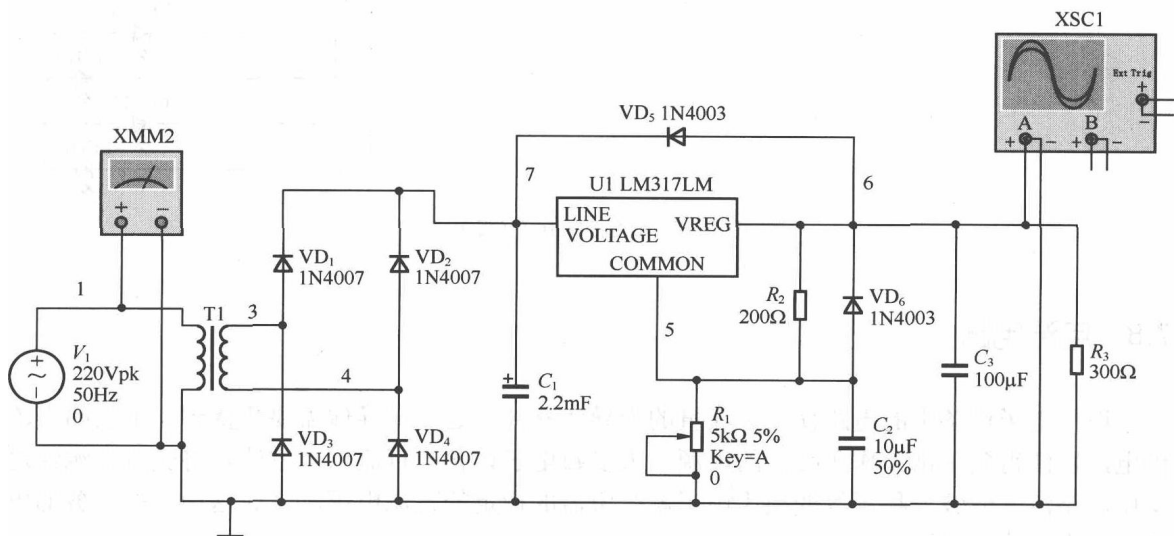 XSC1
Ext Trig
+
−
A
B
+ − + −
XMM2
+ −
VD₅ 1N4003
7
6
U1 LM317LM
LINE
VOLTAGE
VREG
COMMON
VD₁
1N4007
VD₂
1N4007
R₂
200Ω
VD₆
1N4003
1
T1
3
4
5
V₁
220Vpk
50Hz
0
+
−
~
+
C₁
2.2mF
C₃
100μF
R₃
300Ω
R₁
5kΩ 5%
Key=A
0
C₂
10μF
50%
VD₃
1N4007
VD₄
1N4007